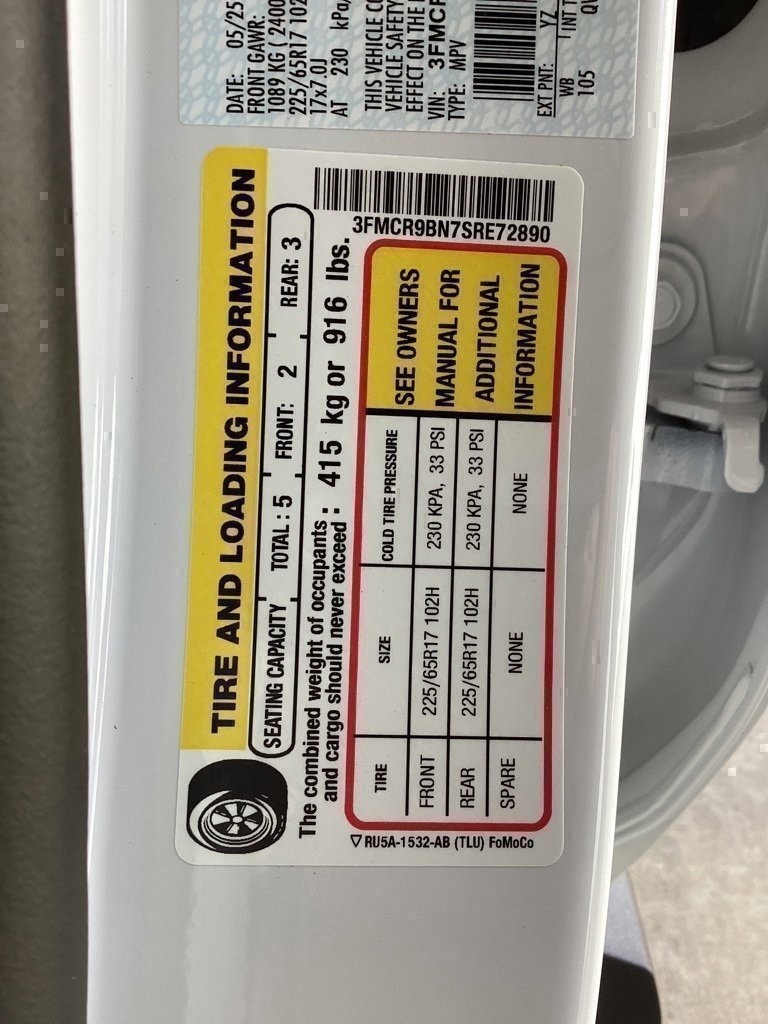 DATE: 05/25
FRONT GAWR:
1089 KG ( 2400
225/65R17 102
17x7.0J
AT 230 kPa/
THIS VEHICLE CO
VEHICLE SAFETY
EFFECT ON THE
VIN: 3FMCR
TYPE: MPV
EXT PNT: YZ
WB
INT T
105
TIRE AND LOADING INFORMATION
SEATING CAPACITY TOTAL : 5 FRONT: 2 REAR: 3
The combined weight of occupants
and cargo should never exceed : 415 kg or 916 lbs.
3FMCR9BN7SRE72890
TIRE SIZE COLD TIRE PRESSURE
FRONT 225/65R17 102H 230 KPA, 33 PSI
REAR 225/65R17 102H 230 KPA, 33 PSI
SPARE NONE NONE
SEE OWNERS
MANUAL FOR
ADDITIONAL
INFORMATION
▽ RU5A-1532-AB (TLU) FoMoCo